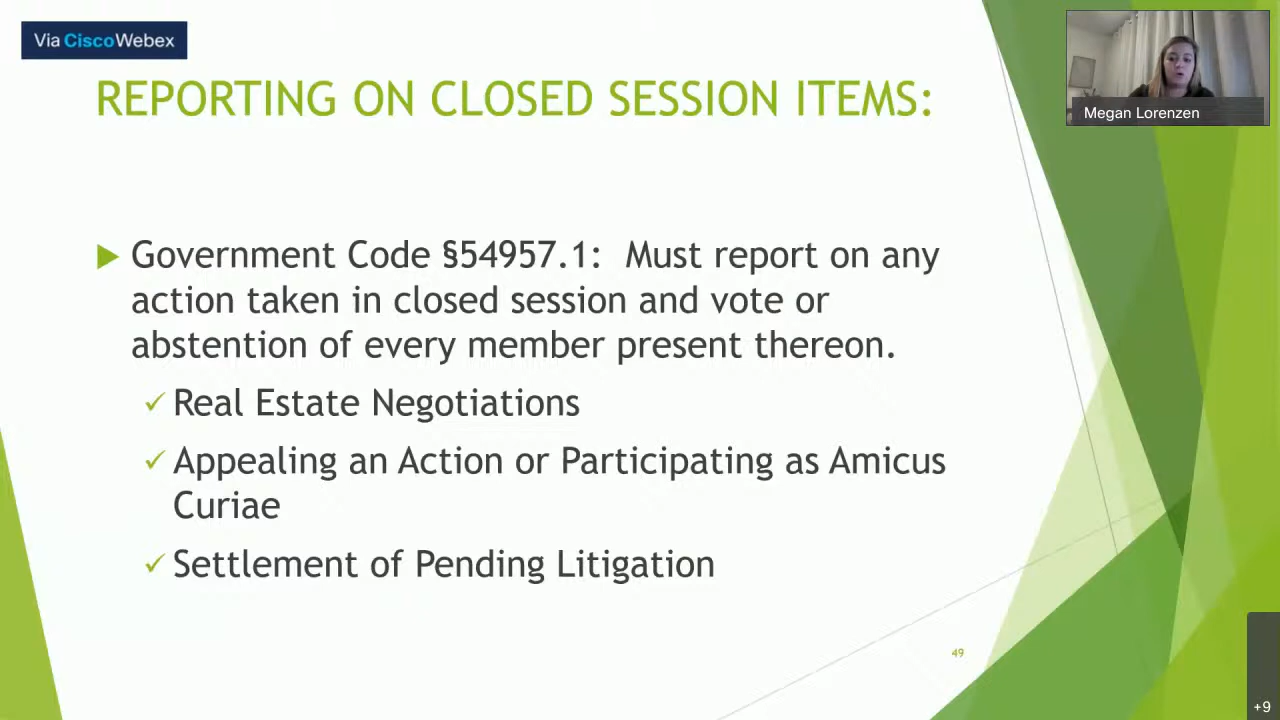 Via CiscoWebex
REPORTING ON CLOSED SESSION ITEMS:
Megan Lorenzen
Government Code §54957.1:  Must report on any
action taken in closed session and vote or
abstention of every member present thereon.
Real Estate Negotiations
Appealing an Action or Participating as Amicus
Curiae
Settlement of Pending Litigation
49
+9